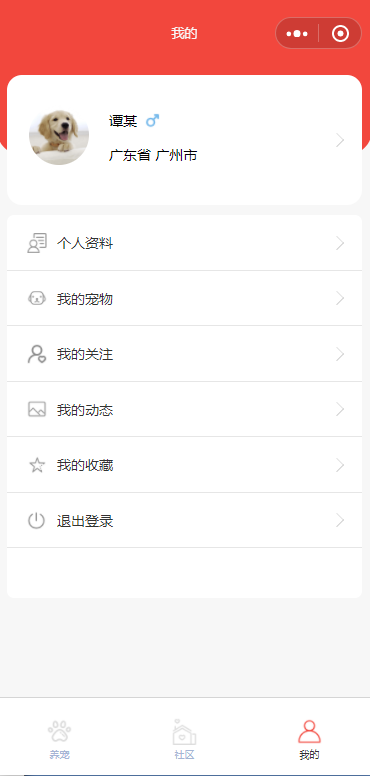 我的
谭某
广东省 广州市
个人资料
我的宠物
我的关注
我的动态
我的收藏
退出登录
养宠
社区
我的